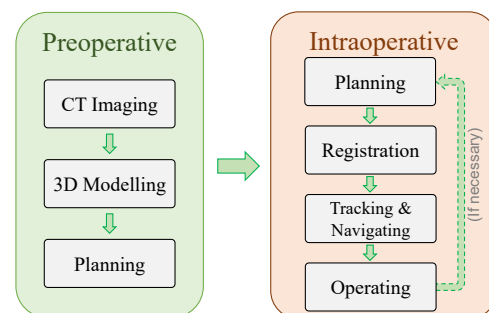 Preoperative
CT Imaging
3D Modelling
Planning
Intraoperative
Planning
Registration
Tracking &
Navigating
Operating
(If necessary)